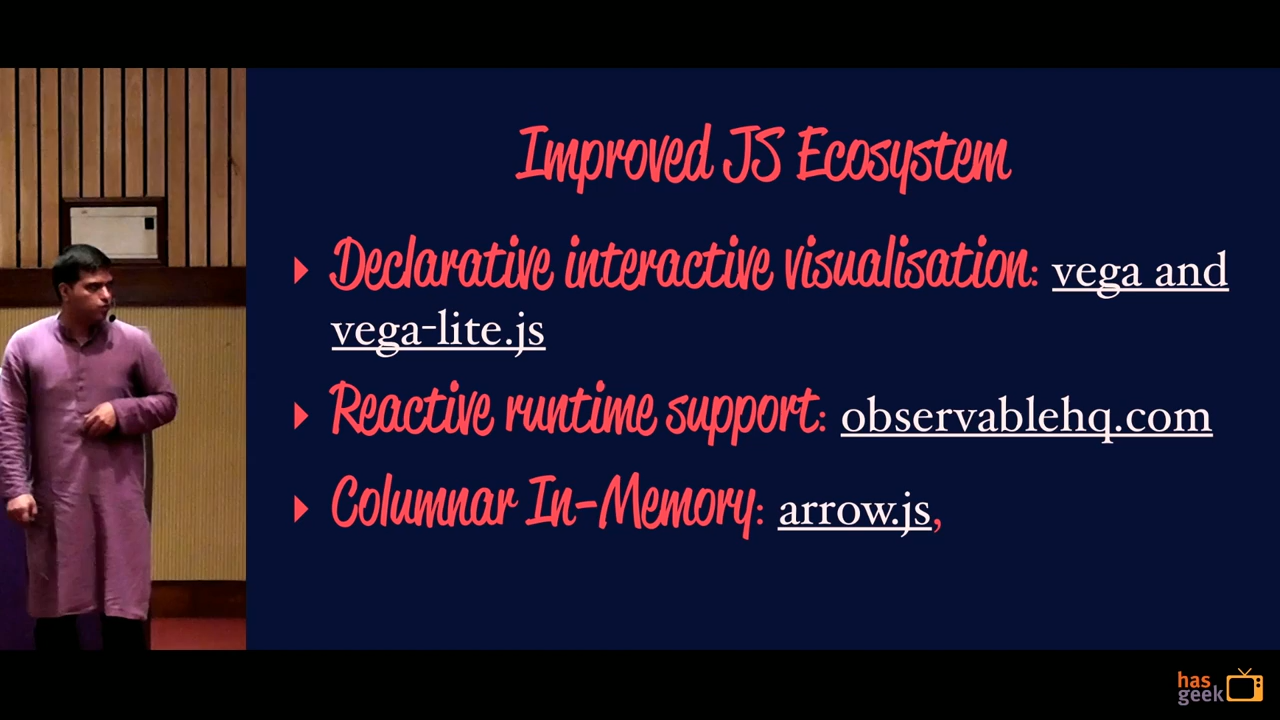 Improved JS Ecosystem
Declarative interactive visualisation: vega and
vega-lite.js
Reactive runtime support: observablehq.com
Columnar In-Memory: arrow.js,
has
geek